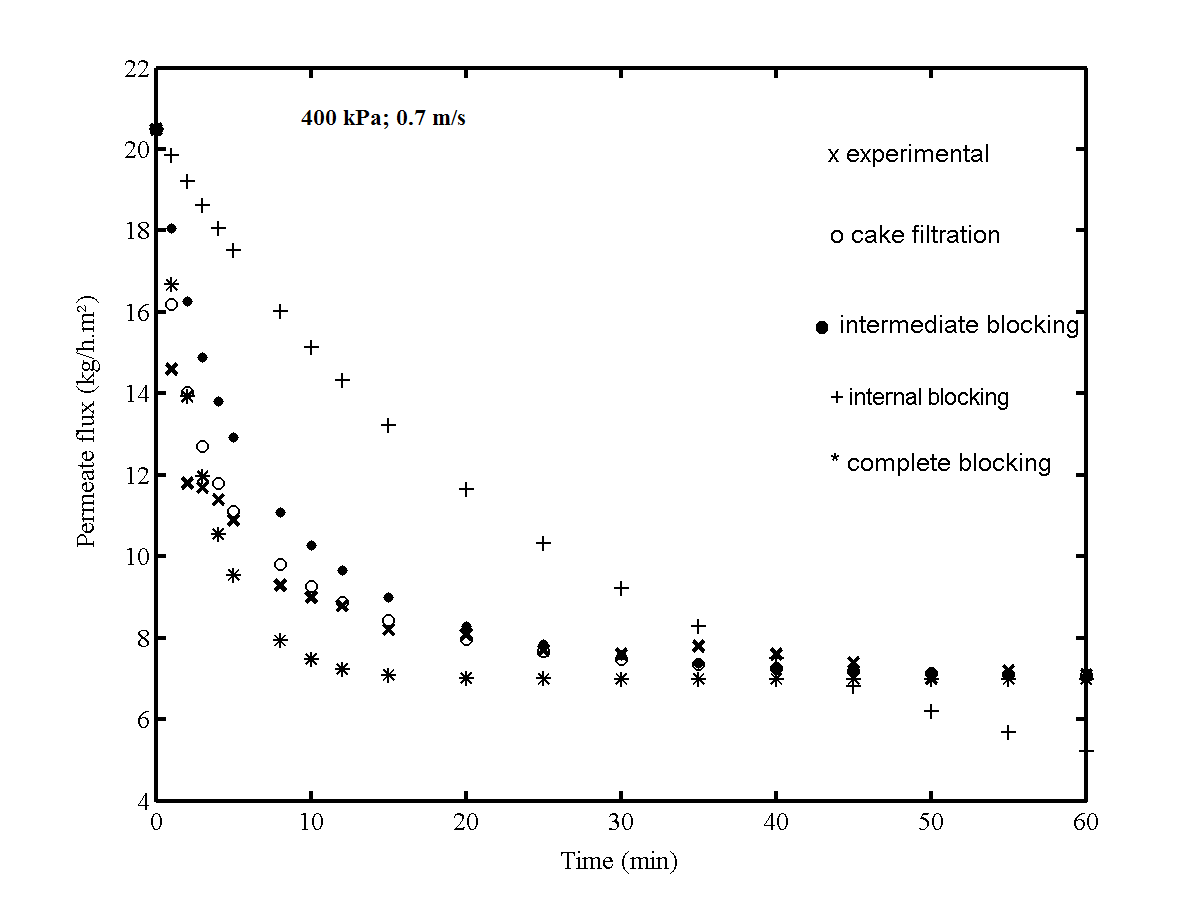 22
400 kPa; 0.7 m/s
20
x experimental
18
o cake filtration
16
● intermediate blocking
14
+ internal blocking
12
* complete blocking
10
8
6
4
Permeate flux (kg/h.m²)
0 10 20 30 40 50 60
Time (min)